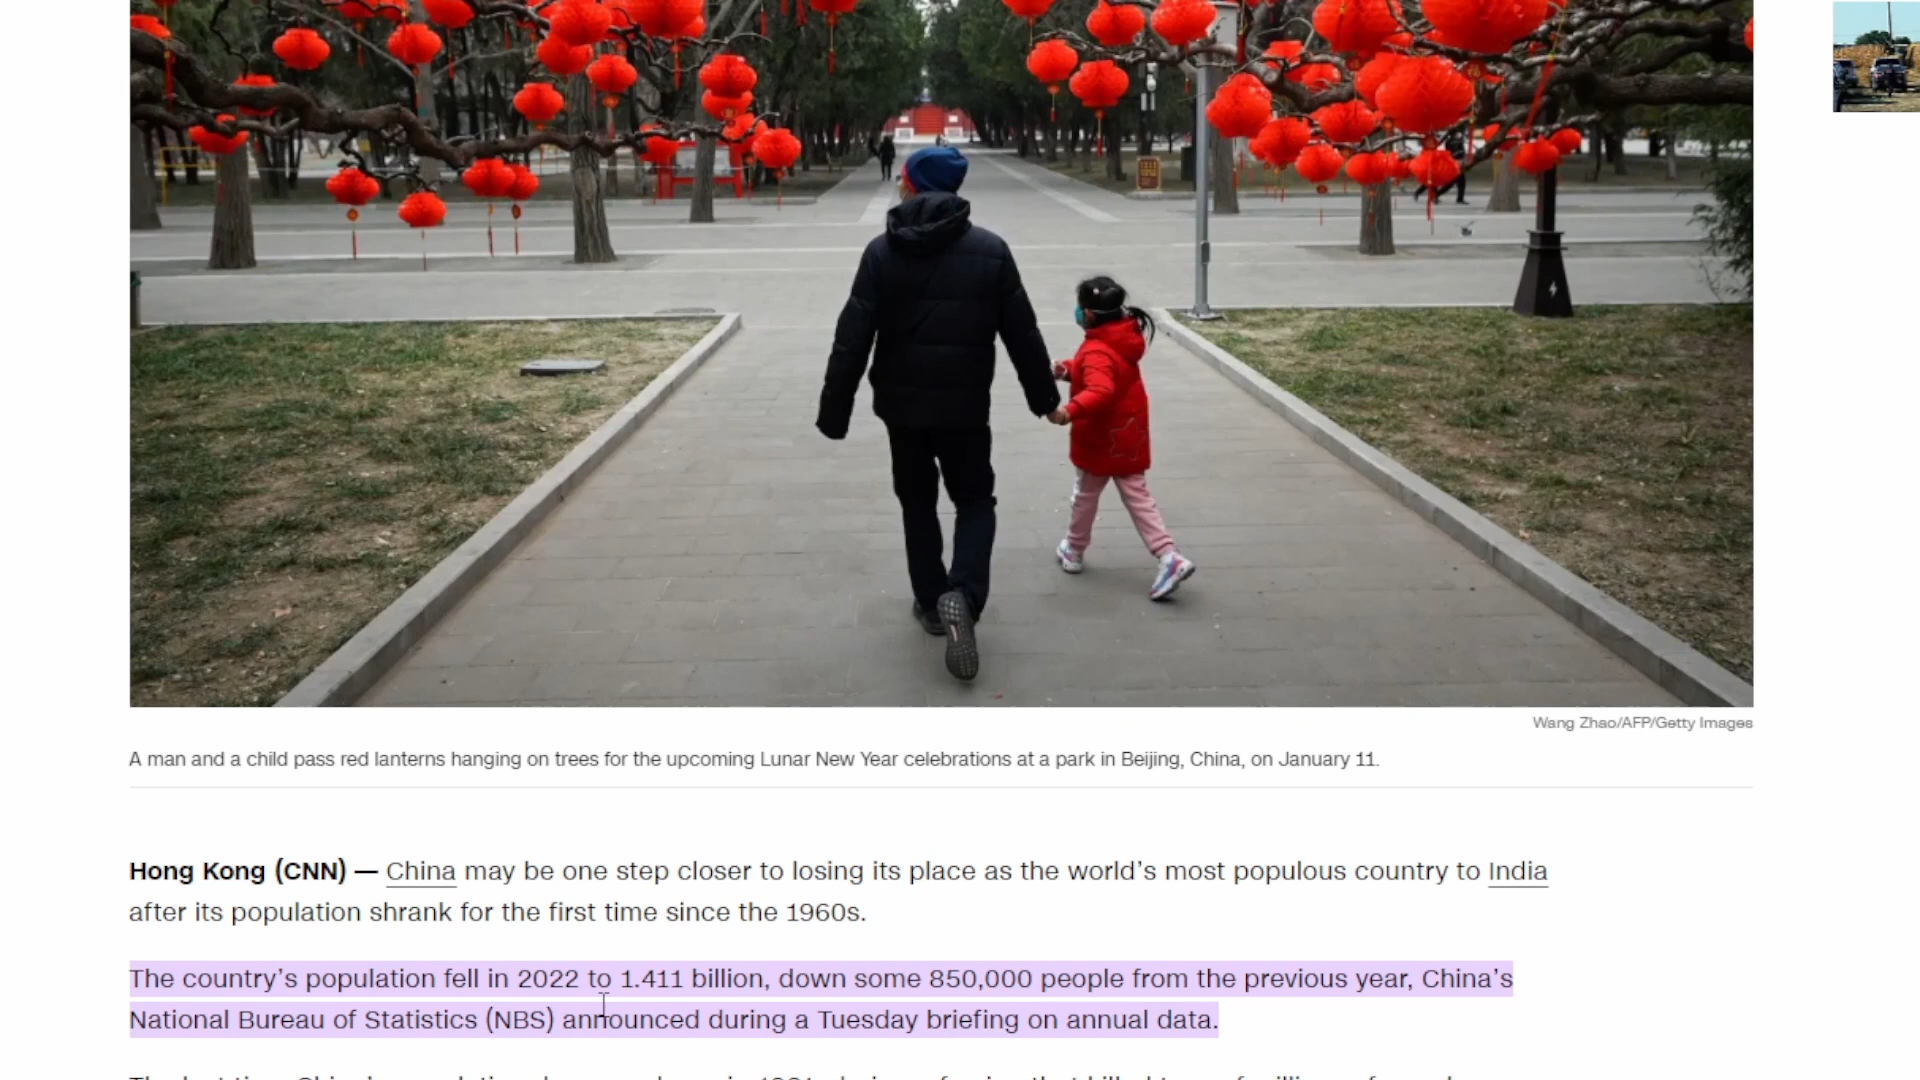 Wang Zhao/AFP/Getty Images
A man and a child pass red lanterns hanging on trees for the upcoming Lunar New Year celebrations at a park in Beijing, China, on January 11.
Hong Kong (CNN) — China may be one step closer to losing its place as the world's most populous country to India
after its population shrank for the first time since the 1960s.
The country's population fell in 2022 to 1.411 billion, down some 850,000 people from the previous year, China's
National Bureau of Statistics (NBS) announced during a Tuesday briefing on annual data.